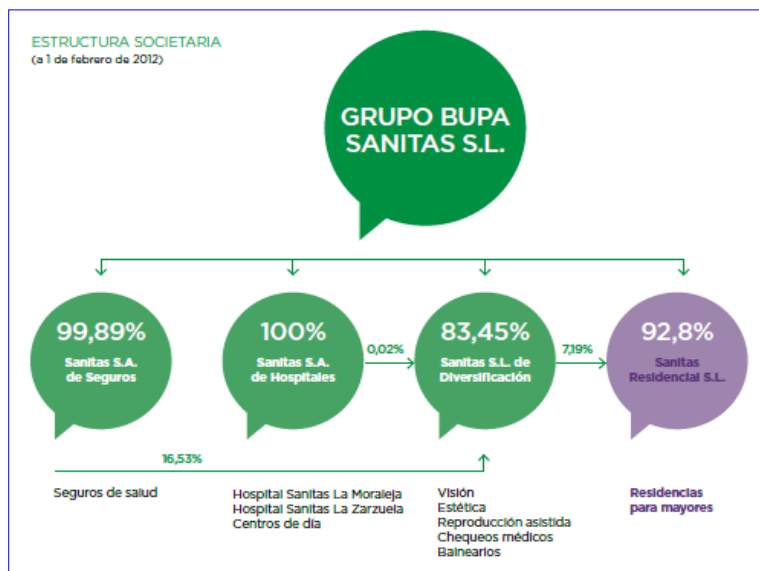 ESTRUCTURA SOCIETARIA
(a 1 de febrero de 2012)
GRUPO BUPA
SANITAS S.L.
99,89%
Sanitas S.A.
de Seguros
100%
Sanitas S.A.
de Hospitales
0,02%
83,45%
Sanitas S.L. de
Diversificación
7,19%
92,8%
Sanitas
Residencial S.L.
16,53%
Seguros de salud
Hospital Sanitas La Moraleja
Hospital Sanitas La Zarzuela
Centros de día
Visión
Estética
Reproducción asistida
Chequeos médicos
Balnearios
Residencias
para mayores